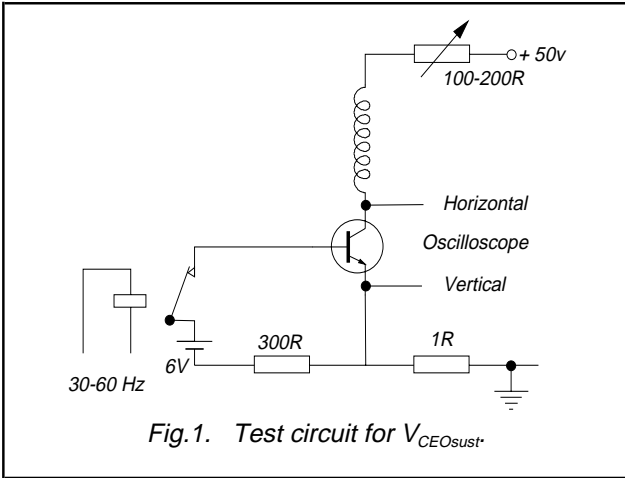 + 50v
100-200R
Horizontal
Oscilloscope
Vertical
300R
1R
6V
30-60 Hz
Fig.1. Test circuit for VCEOsust.